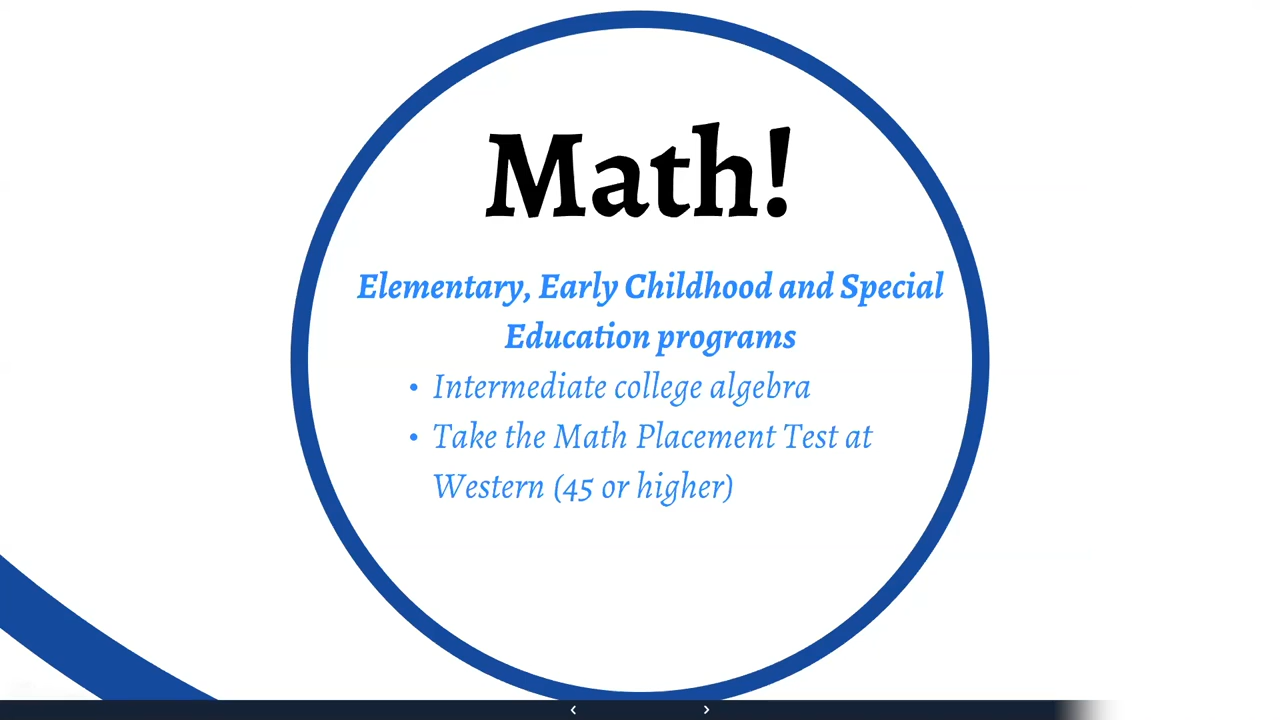 Math!
Elementary, Early Childhood and Special
Education programs
• Intermediate college algebra
• Take the Math Placement Test at
Western (45 or higher)